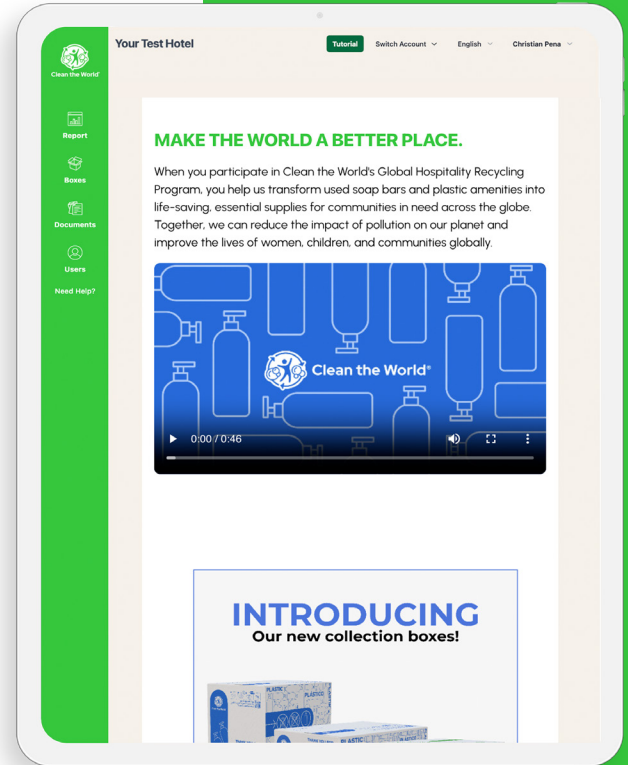 Your Test Hotel
Tutorial
Switch Account
English
Christian Pena
Clean the World
Report
Boxes
Documents
Users
Need Help?
MAKE THE WORLD A BETTER PLACE.
When you participate in Clean the World's Global Hospitality Recycling
Program, you help us transform used soap bars and plastic amenities into
life-saving, essential supplies for communities in need across the globe.
Together, we can reduce the impact of pollution on our planet and
improve the lives of women, children, and communities globally.
Clean the World®
0:00 / 0:46
INTRODUCING
Our new collection boxes!
PLASTIC
PLÁSTICO
PLASTIC